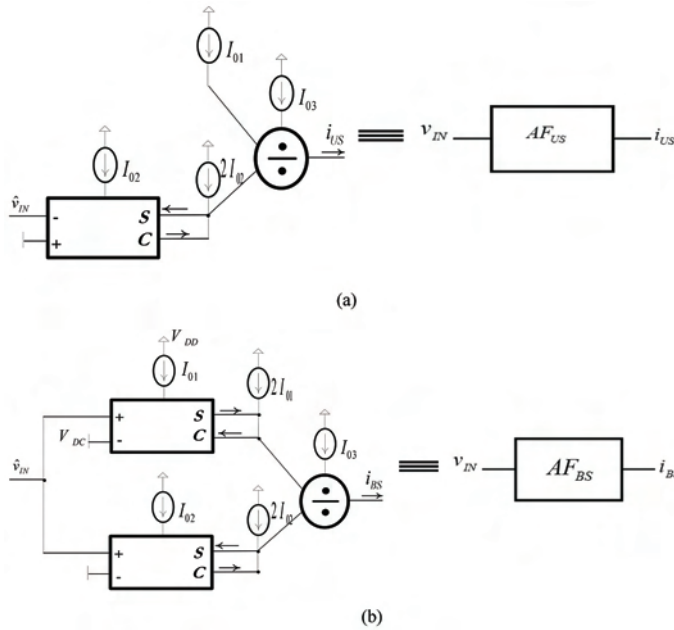 I01
I03
iUS
vIN
AFUS
iUS
I02
2I02
v̂IN
-
S
+
C
(a)
VDD
I01
2I01
+
S
-
C
VDC
I03
v̂IN
iBS
vIN
AFBS
iB
I02
2I02
+
S
-
C
(b)